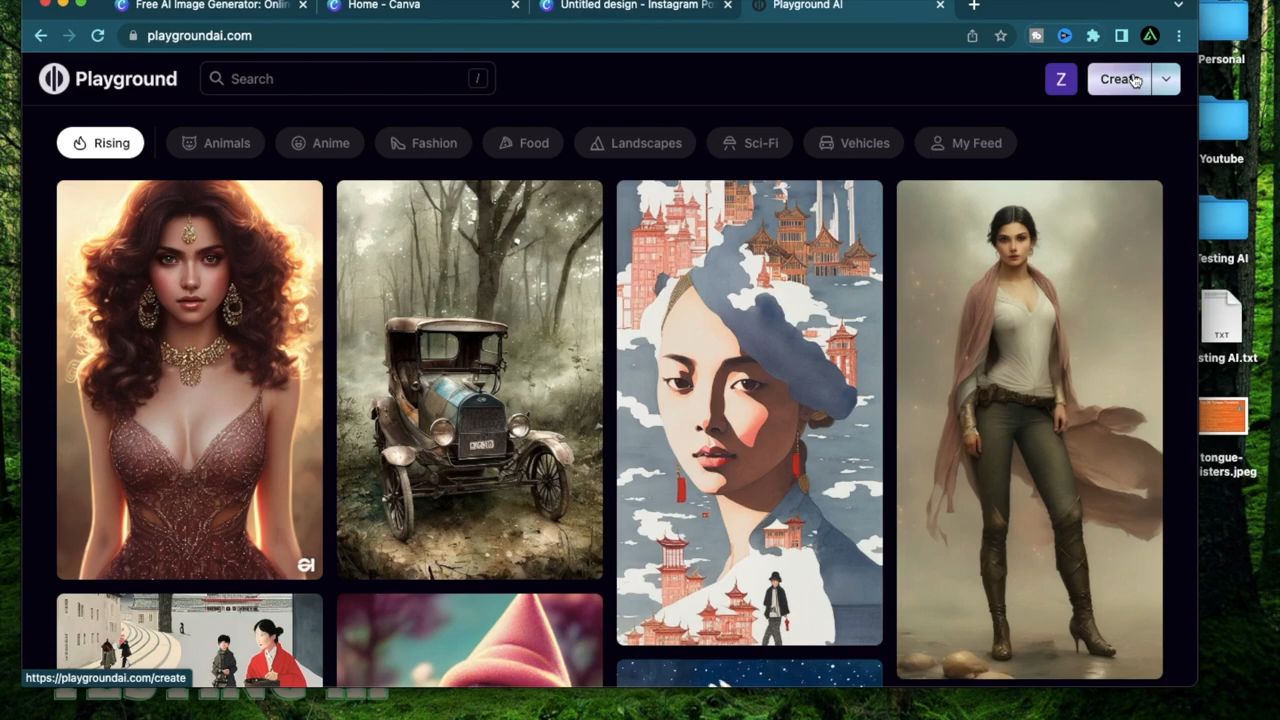 Free AI Image Generator: Onlin
Home - Canva
Untitled design - Instagram Po
Playground AI
playgroundai.com
Playground
Search
/
Z
Create
Rising
Animals
Anime
Fashion
Food
Landscapes
Sci-Fi
Vehicles
My Feed
https://playgroundai.com/create
TESTING AI
Personal
Youtube
Testing AI
TXT
sting AI.txt
tongue-
isters.jpeg